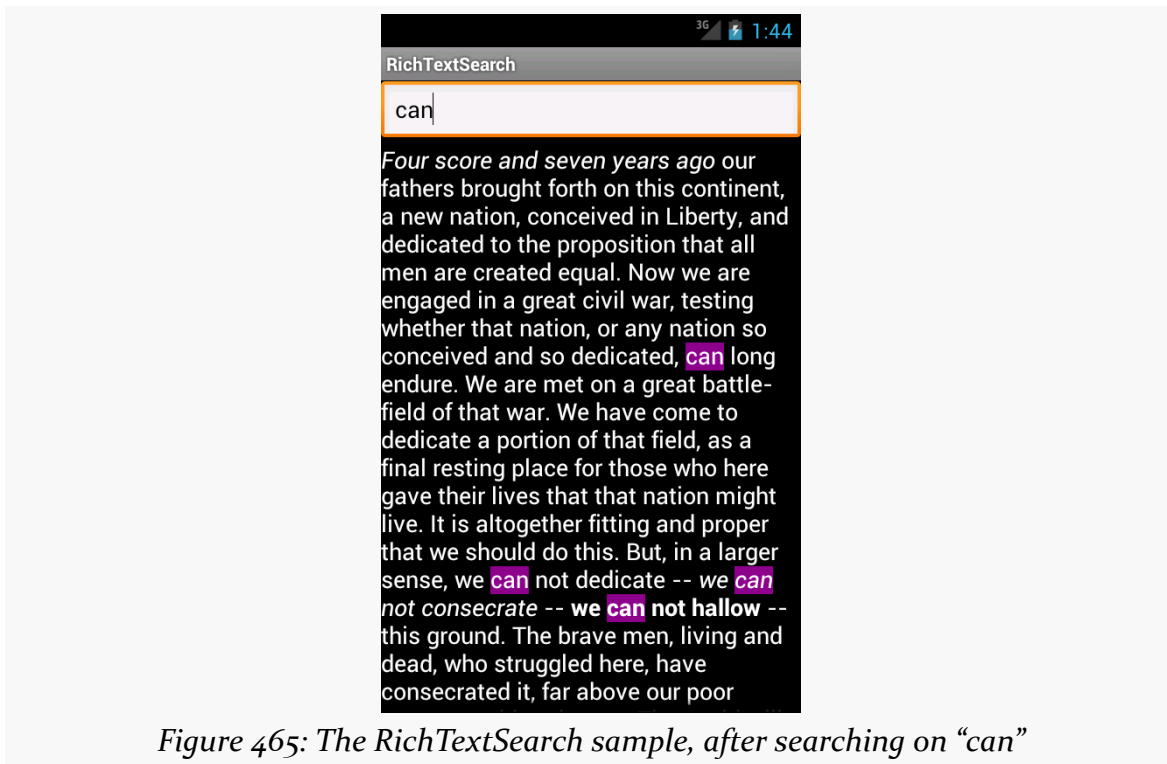 3G 1:44
RichTextSearch
can
Four score and seven years ago our
fathers brought forth on this continent,
a new nation, conceived in Liberty, and
dedicated to the proposition that all
men are created equal. Now we are
engaged in a great civil war, testing
whether that nation, or any nation so
conceived and so dedicated, can long
endure. We are met on a great battle-
field of that war. We have come to
dedicate a portion of that field, as a
final resting place for those who here
gave their lives that that nation might
live. It is altogether fitting and proper
that we should do this. But, in a larger
sense, we can not dedicate -- we can
not consecrate -- we can not hallow --
this ground. The brave men, living and
dead, who struggled here, have
consecrated it, far above our poor
Figure 465: The RichTextSearch sample, after searching on “can”